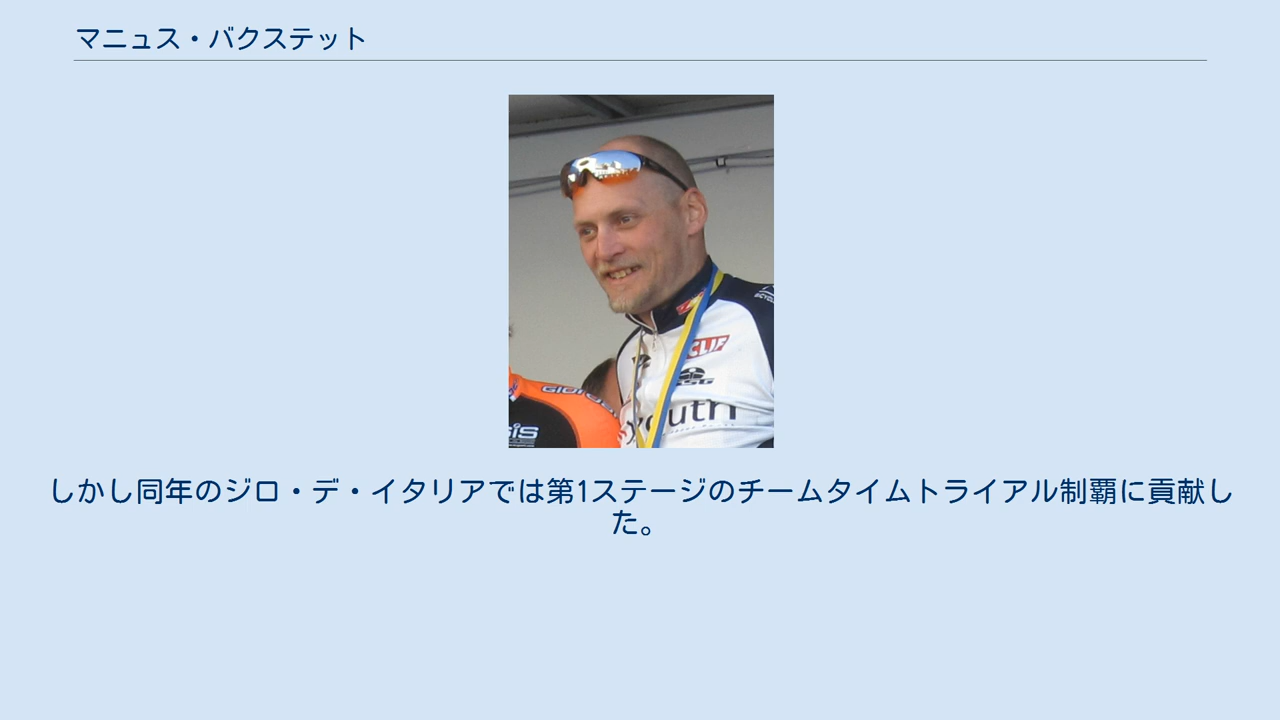 マニュス・バクステット
CLIF
youth
しかし同年のジロ・デ・イタリアでは第1ステージのチームタイムトライアル制覇に貢献し
た。